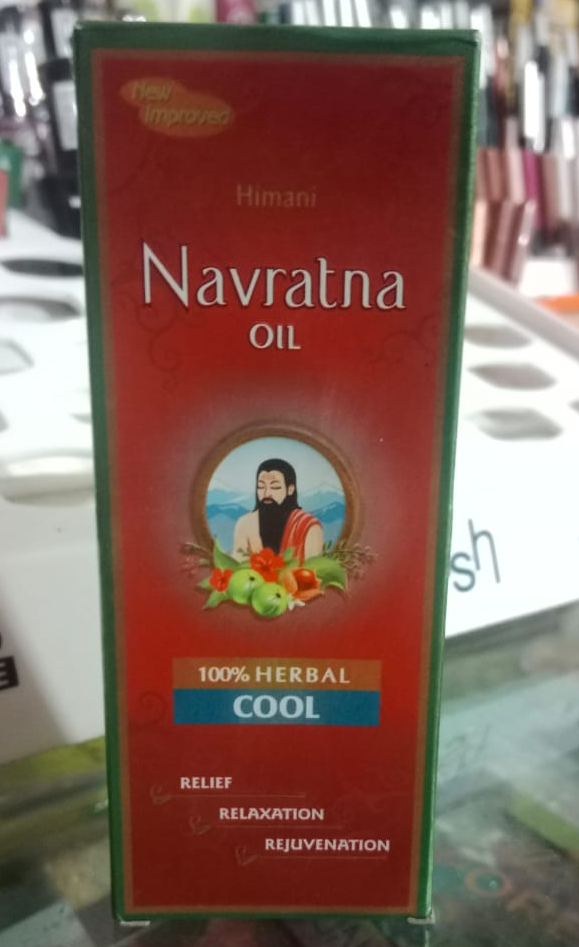 New
Improved
Himani
Navratna
OIL
100% HERBAL
COOL
RELIEF
RELAXATION
REJUVENATION
sh